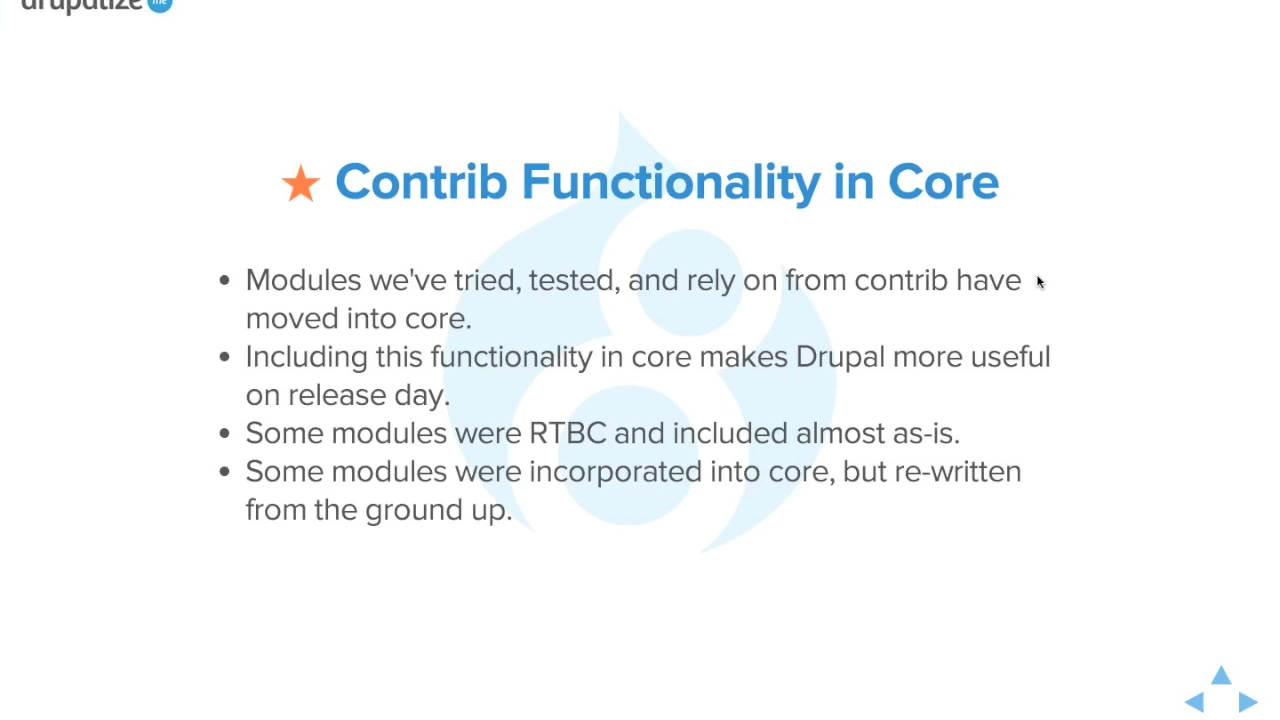 drupalize me
Contrib Functionality in Core
Modules we've tried, tested, and rely on from contrib have
moved into core.
Including this functionality in core makes Drupal more useful
on release day.
Some modules were RTBC and included almost as-is.
Some modules were incorporated into core, but re-written
from the ground up.